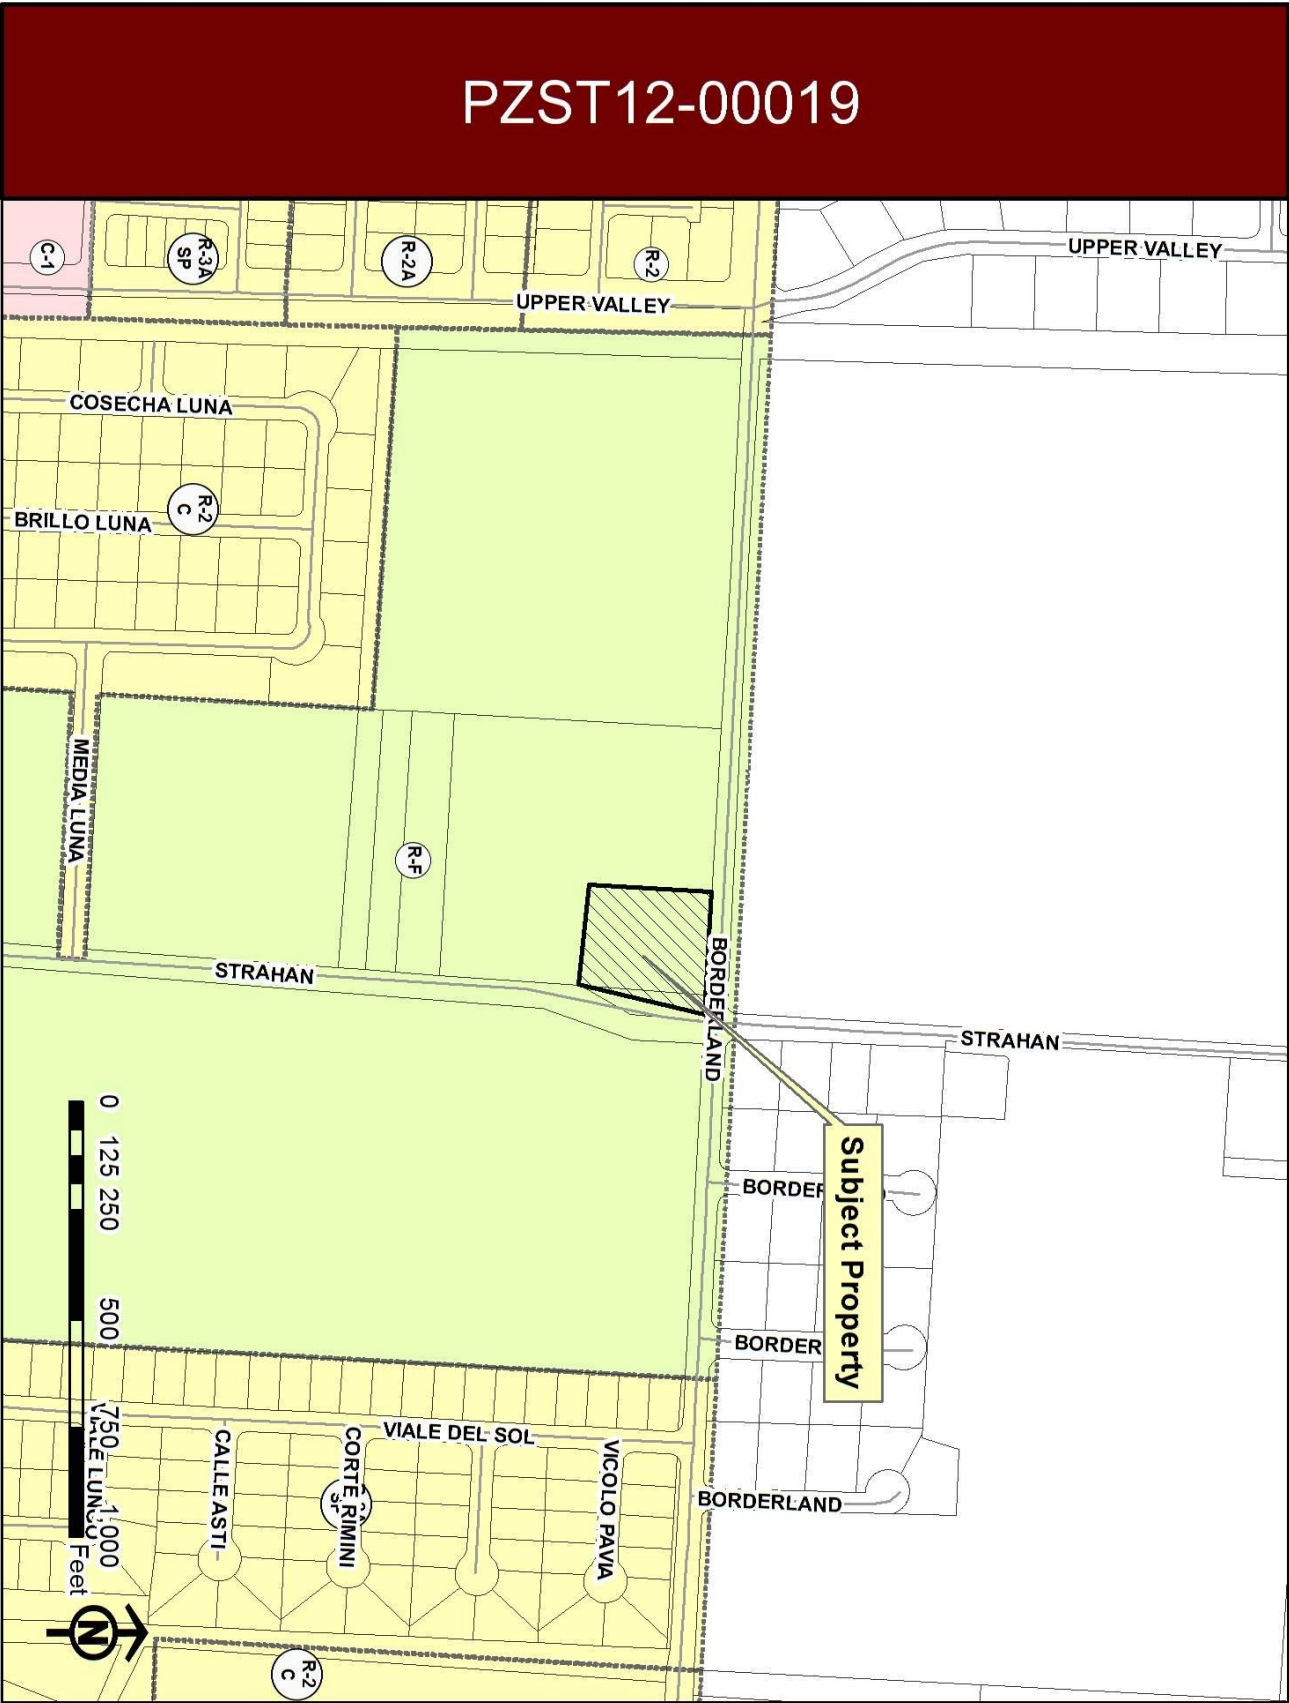 PZST12-00019
UPPER VALLEY
C-1
R-3A
SP
R-2A
R-2
UPPER VALLEY
COSECHA LUNA
R-2
C
BRILLO LUNA
MEDIA LUNA
R-F
BORDERLAND
STRAHAN
STRAHAN
Subject Property
BORDER
BORDER
BORDERLAND
VIALE DEL SOL
VICOLO PAVIA
CORTE RIMINI
CALLE ASTI
VIALE LUNGO
R-2
C
0 125 250 500 750 1,000
Feet
N